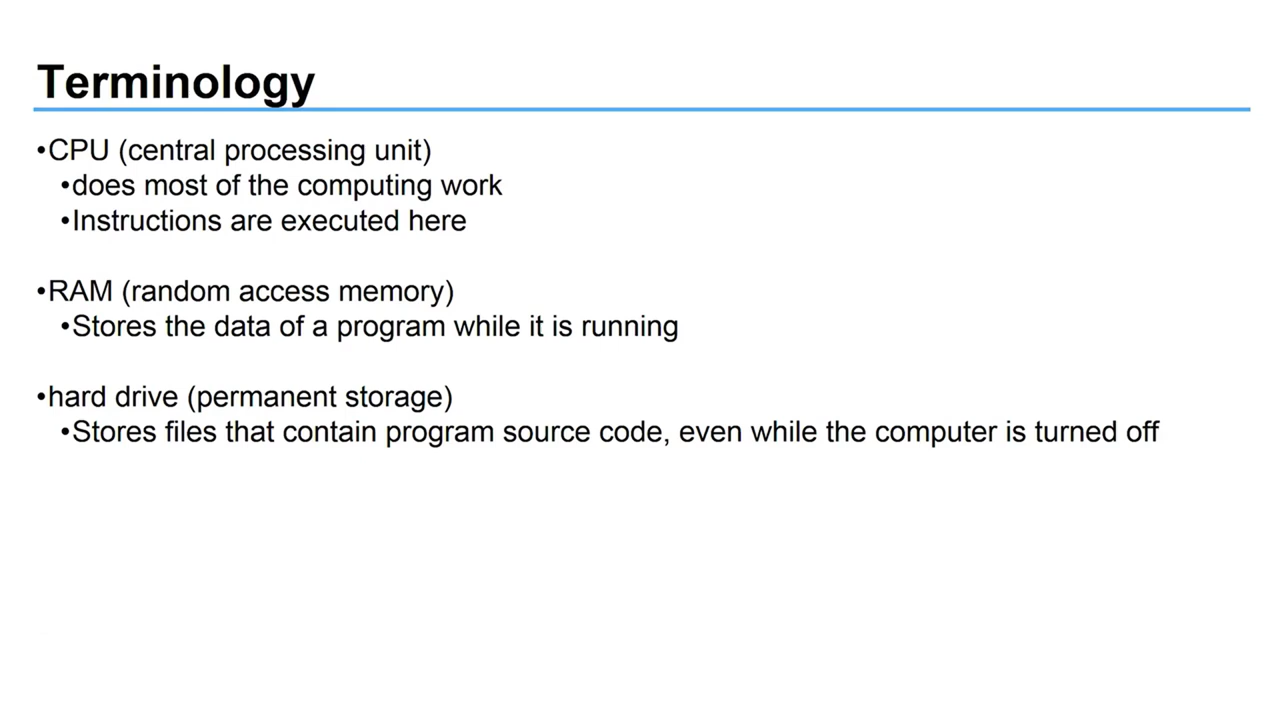 Terminology
•CPU (central processing unit)
•does most of the computing work
•Instructions are executed here
•RAM (random access memory)
•Stores the data of a program while it is running
•hard drive (permanent storage)
•Stores files that contain program source code, even while the computer is turned off